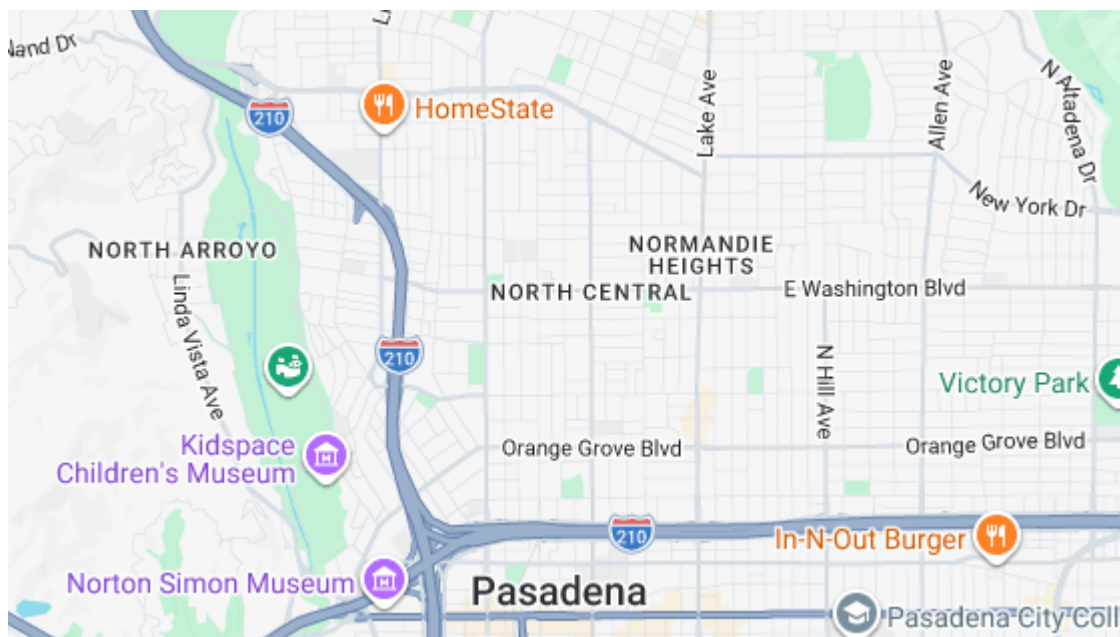 Nand Dr
210
HomeState
Lake Ave
Allen Ave
N Altadena Dr
New York Dr
NORTH ARROYO
NORMANDIE
HEIGHTS
Linda Vista Ave
NORTH CENTRAL
E Washington Blvd
210
N Hill Ave
Victory Park
Kidspace
Children's Museum
Orange Grove Blvd
Orange Grove Blvd
210
In-N-Out Burger
Norton Simon Museum
Pasadena
Pasadena City Coll